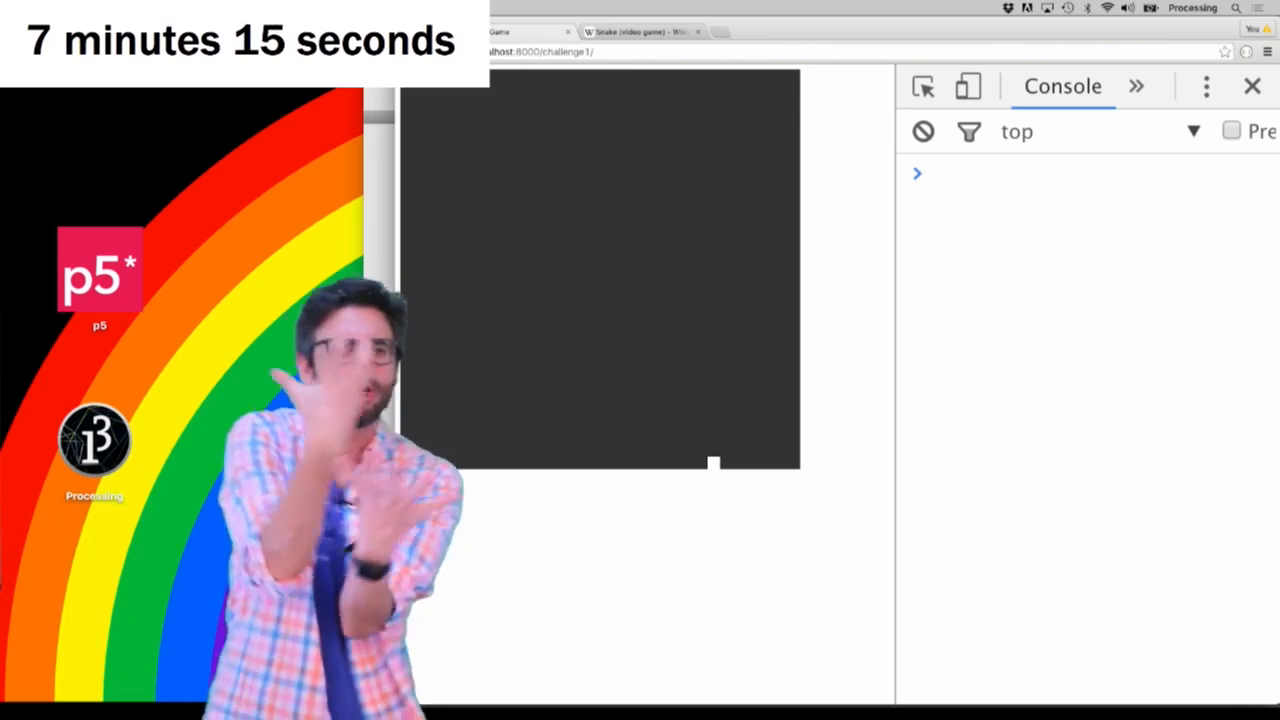 7 minutes 15 seconds
Processing
Game
Snake (video game) - Wiki
You
lhost:8000/challenge1/
Console
top
Pre
p5*
p5
Processing